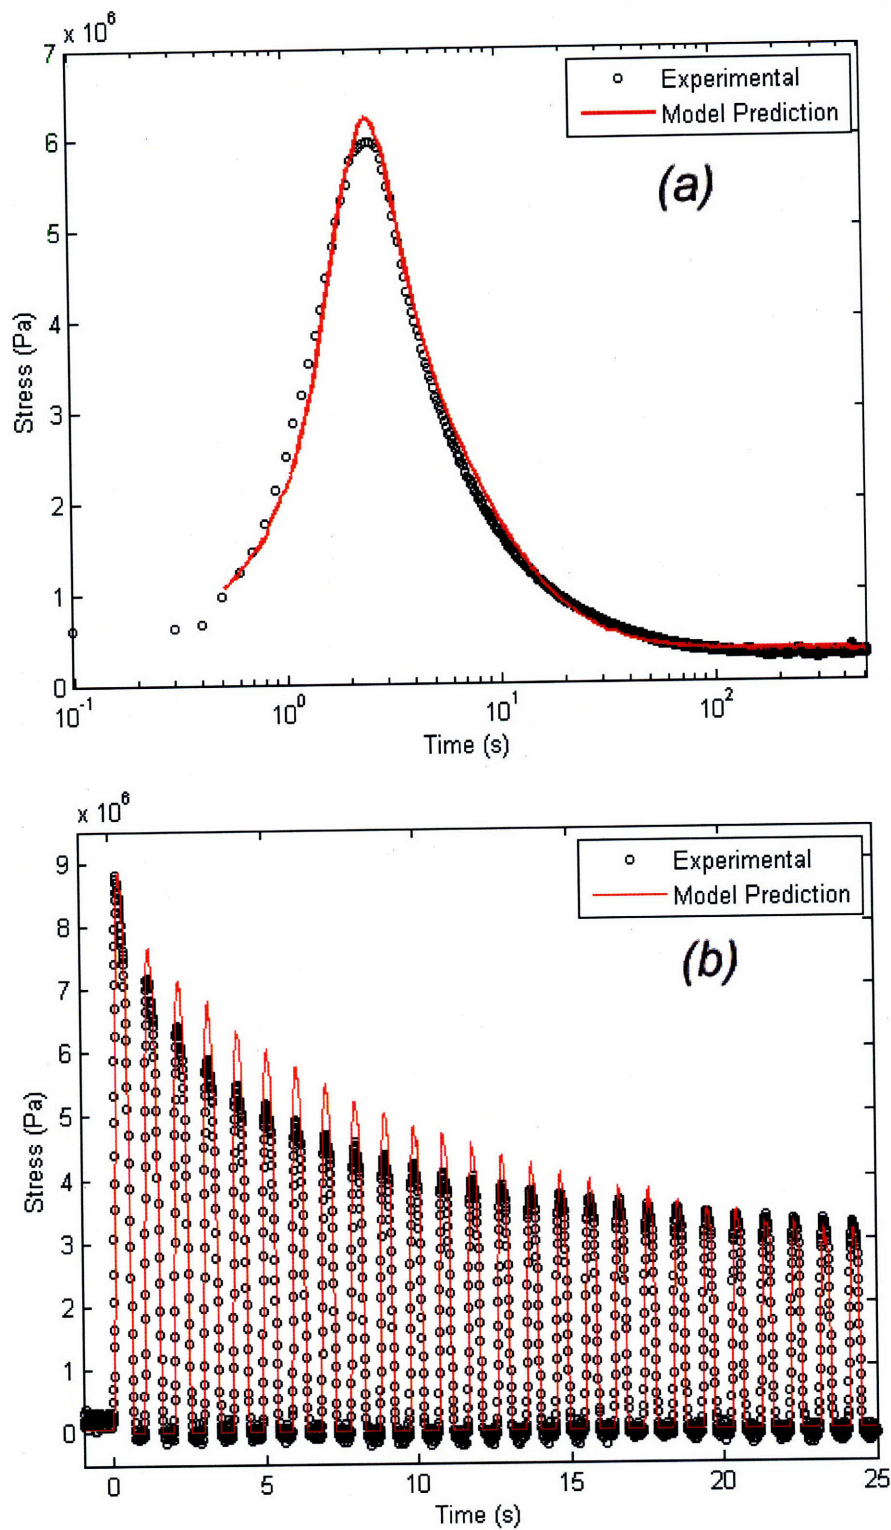 x 10^6
7
6
5
4
3
2
1
0
Stress (Pa)
Experimental
Model Prediction
(a)
10^-1
10^0
10^1
10^2
Time (s)
x 10^6
9
8
7
6
5
4
3
2
1
0
Stress (Pa)
Experimental
Model Prediction
(b)
0
5
10
15
20
25
Time (s)